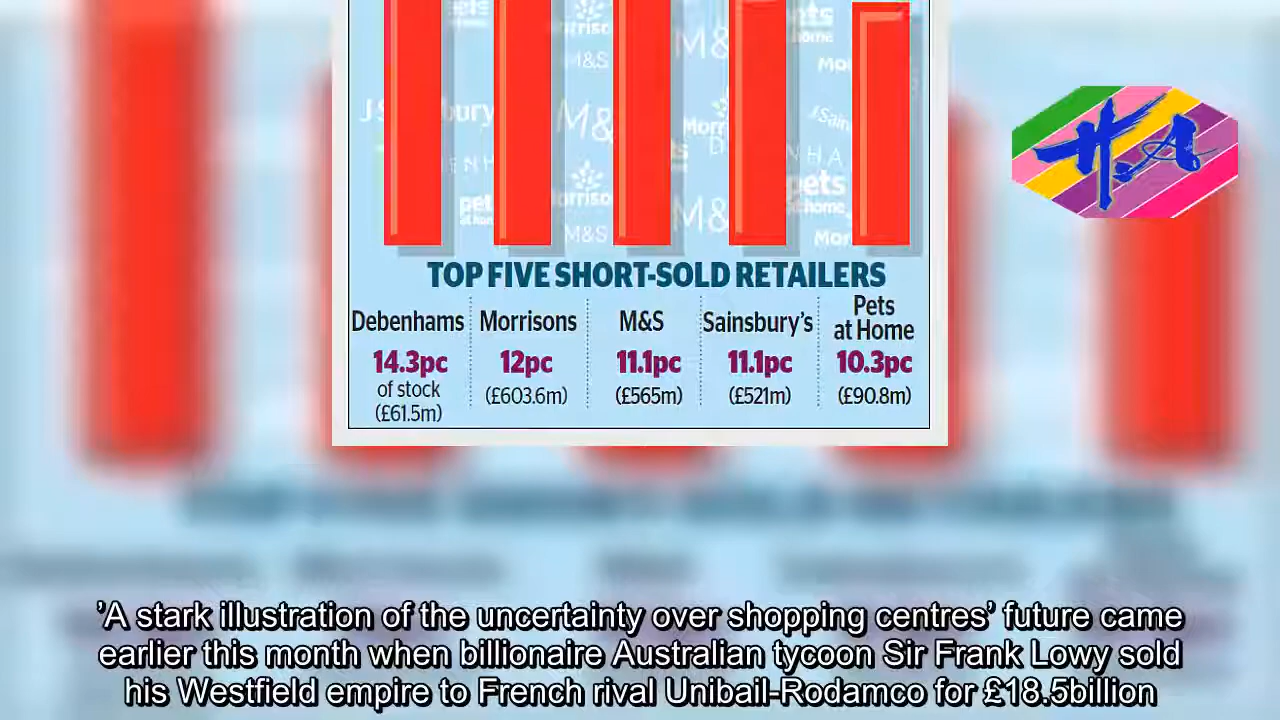 TOP FIVE SHORT-SOLD RETAILERS
Debenhams
14.3pc
of stock
(£61.5m)
Morrisons
12pc
(£603.6m)
M&S
11.1pc
(£565m)
Sainsbury's
11.1pc
(£521m)
Pets
at Home
10.3pc
(£90.8m)
H.A
'A stark illustration of the uncertainty over shopping centres' future came
earlier this month when billionaire Australian tycoon Sir Frank Lowy sold
his Westfield empire to French rival Unibail-Rodamco for £18.5billion